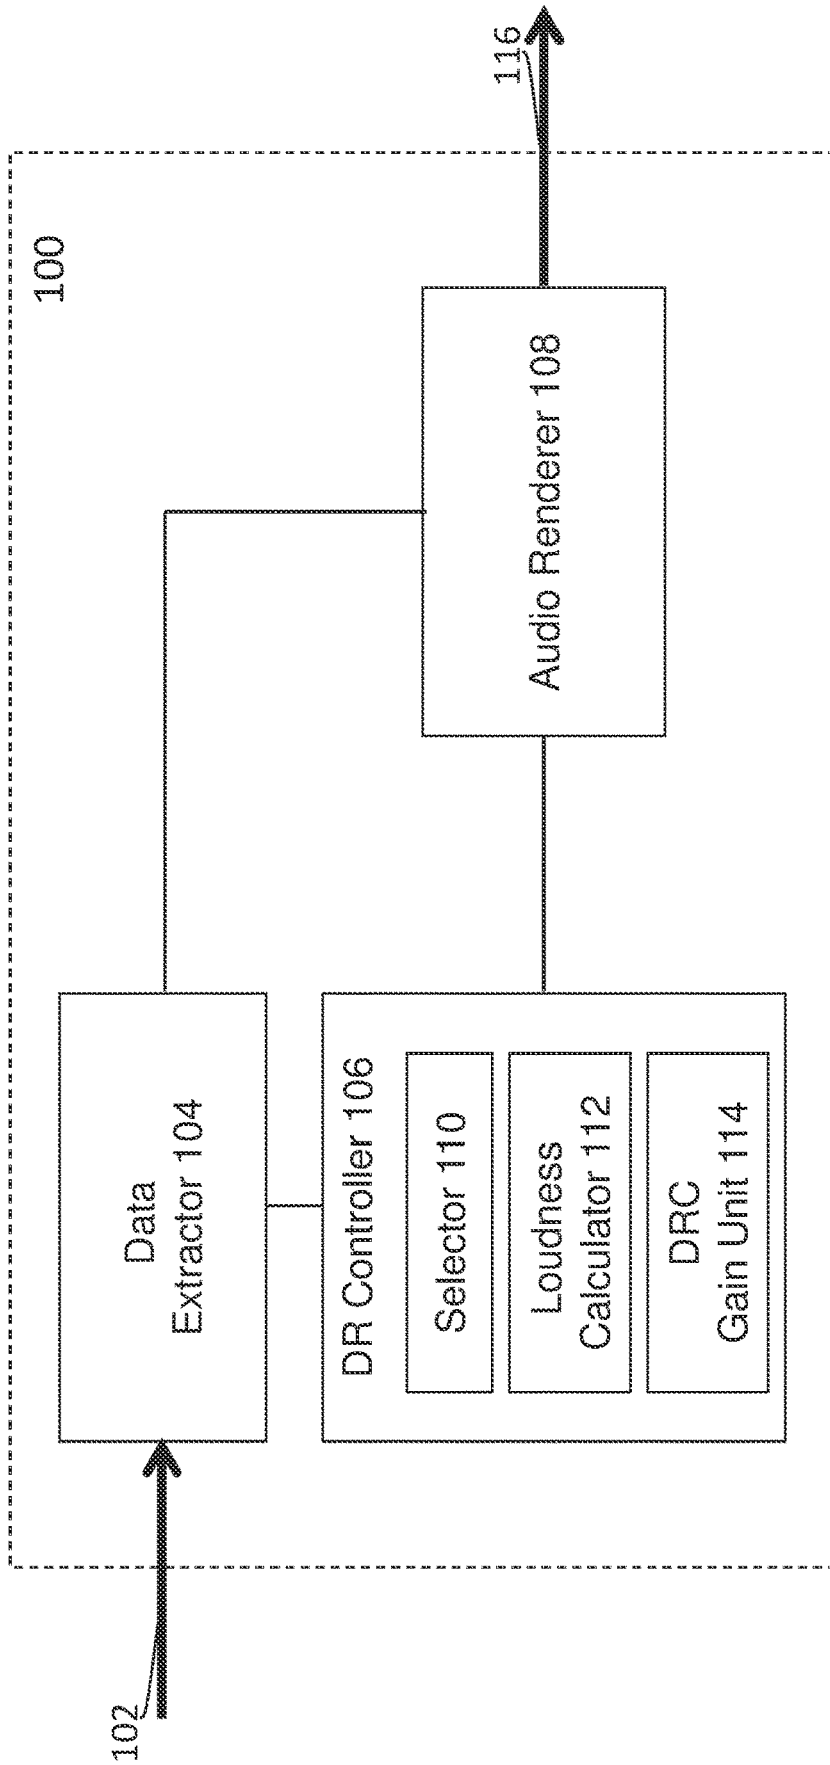 100
102
Data
Extractor 104
DR Controller 106
Selector 110
Loudness
Calculator 112
DRC
Gain Unit 114
Audio Renderer 108
116